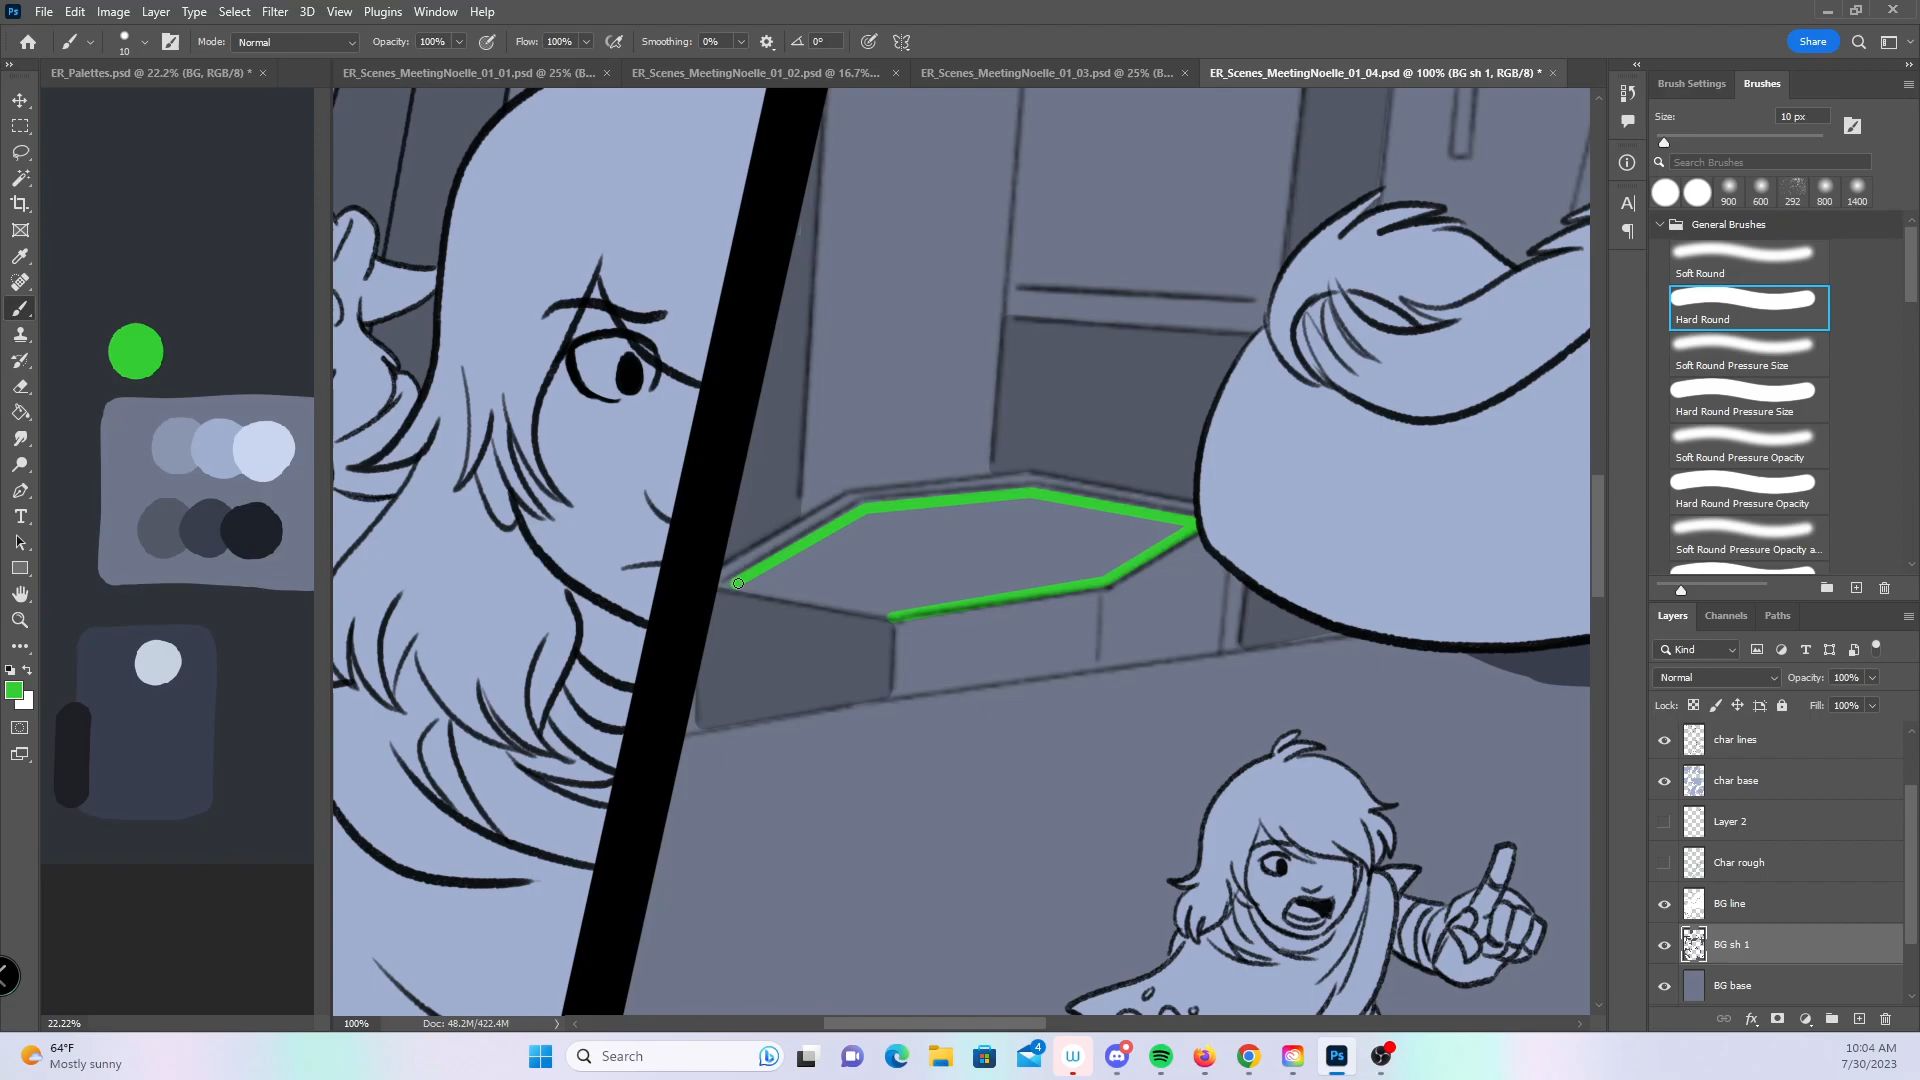 Ps File Edit Image Layer Type Select Filter 3D View Plugins Window Help
10 Mode: Normal Opacity: 100% Flow: 100% Smoothing: 0% 0° Share
ER_Palettes.psd @ 22.2% (BG, RGB/8) * ER_Scenes_MeetingNoelle_01_01.psd @ 25% (B... ER_Scenes_MeetingNoelle_01_02.psd @ 16.7%... ER_Scenes_MeetingNoelle_01_03.psd @ 25% (B... ER_Scenes_MeetingNoelle_01_04.psd @ 100% (BG sh 1, RGB/8) *
Brush Settings Brushes
Size: 10 px
Search Brushes
900 600 292 800 1400
General Brushes
Soft Round
Hard Round
Soft Round Pressure Size
Hard Round Pressure Size
Soft Round Pressure Opacity
Hard Round Pressure Opacity
Soft Round Pressure Opacity a...
Layers Channels Paths
Kind
Normal Opacity: 100%
Lock: Fill: 100%
char lines
char base
Layer 2
Char rough
BG line
BG sh 1
BG base
22.22% 100% Doc: 48.2M/422.4M
64°F
Mostly sunny
Search
4
Ps
10:04 AM
7/30/2023